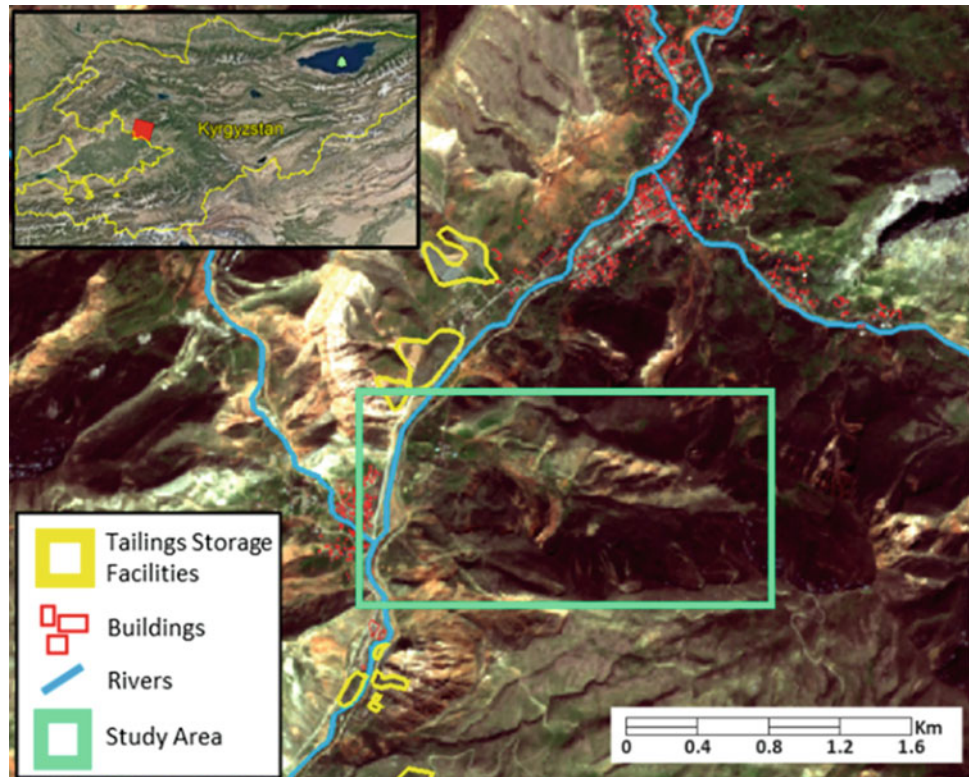 Kyrgyzstan
Tailings Storage
Facilities
Buildings
Rivers
Study Area
Km
0 0.4 0.8 1.2 1.6